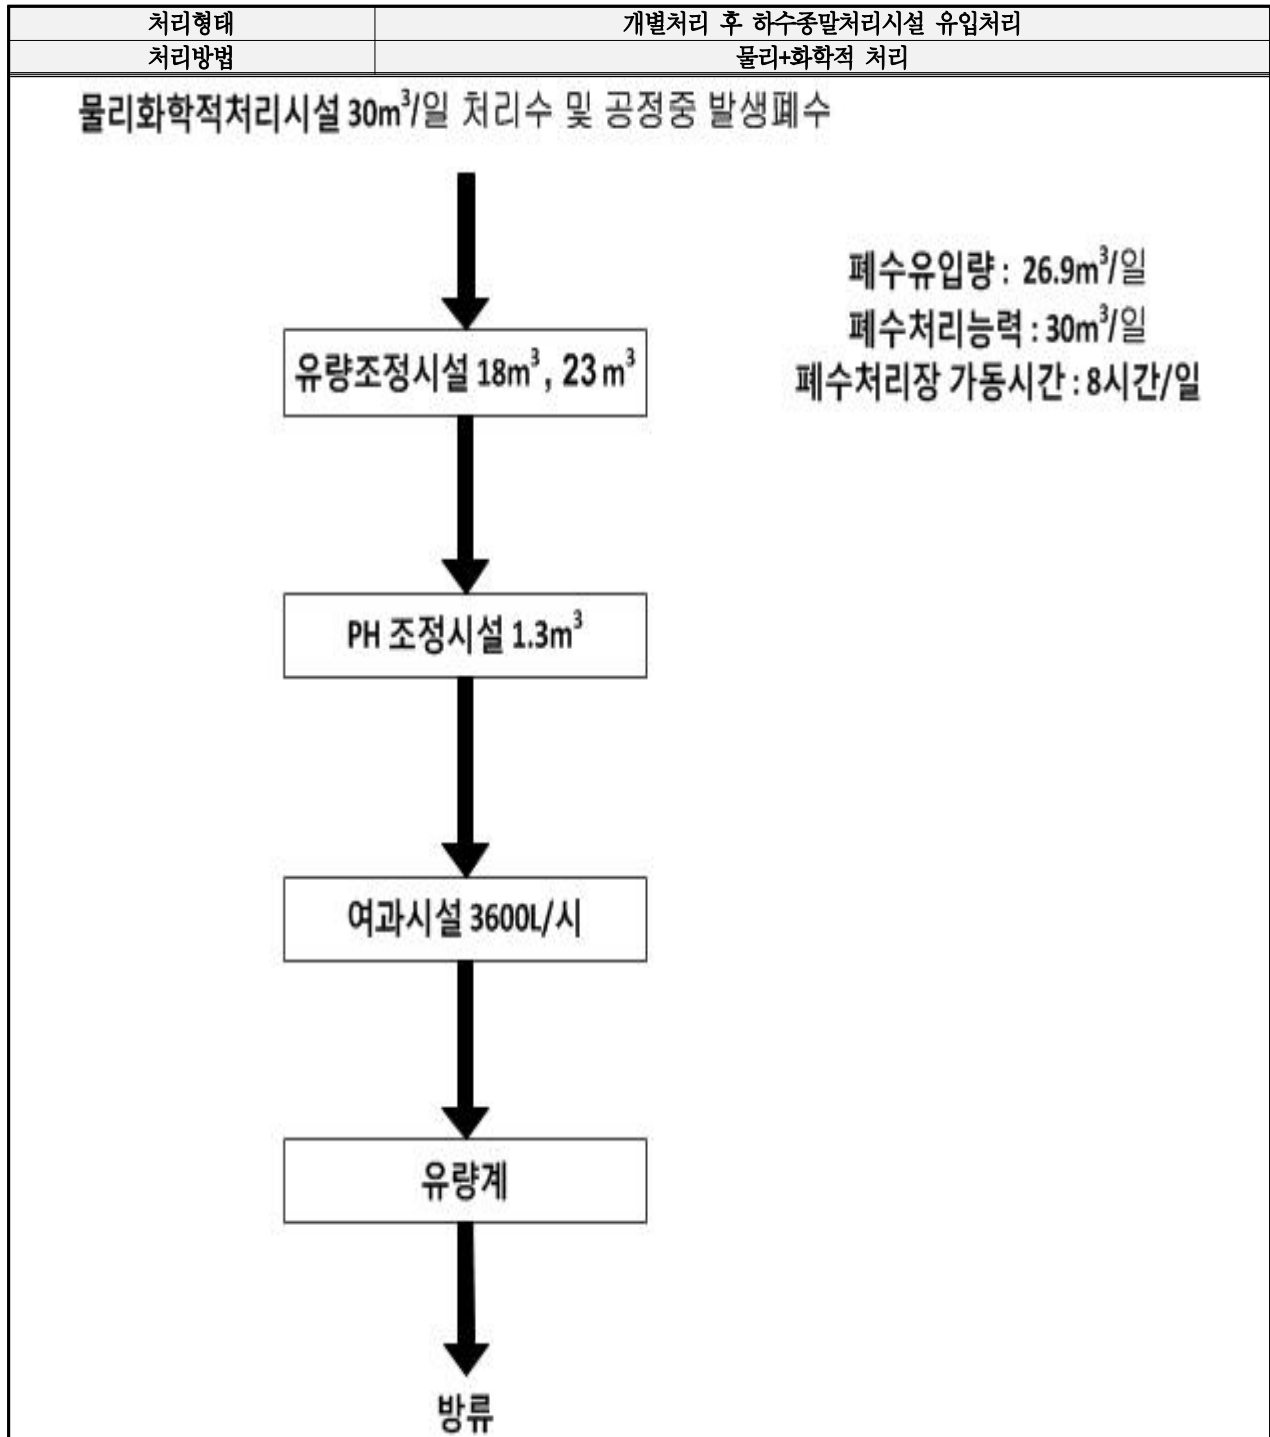 처리형태 개별처리 후 하수종말처리시설 유입처리
처리방법 물리+화학적 처리
물리화학적처리시설 30m³/일 처리수 및 공정중 발생폐수
폐수유입량 : 26.9m³/일
폐수처리능력 : 30m³/일
폐수처리장 가동시간 : 8시간/일
유량조정시설 18m³, 23m³
PH 조정시설 1.3m³
여과시설 3600L/시
유량계
방류